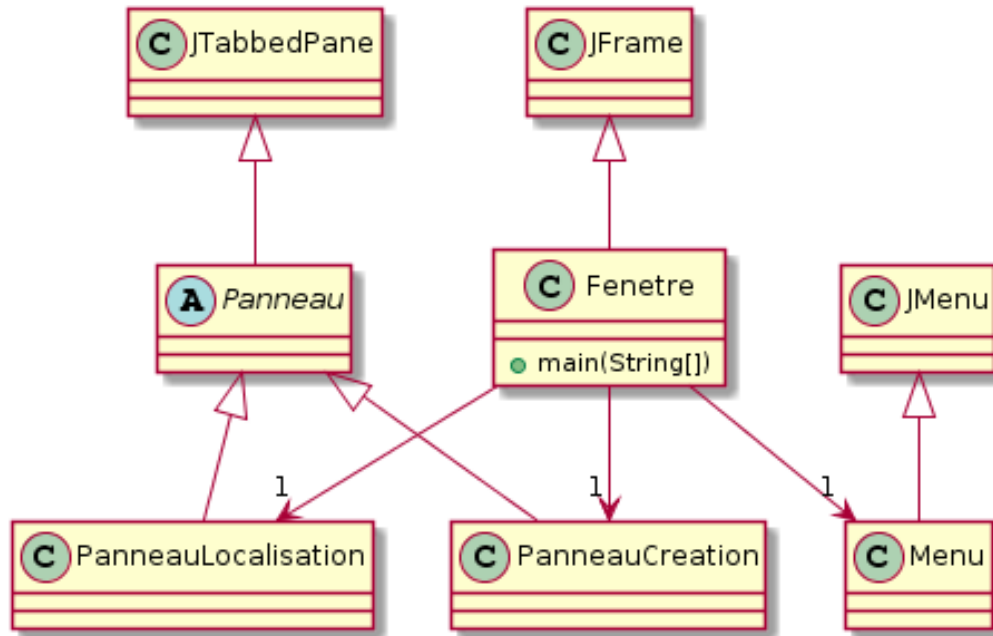 C JTabbedPane
C JFrame
A Panneau
C Fenetre
main(String[])
C JMenu
1
1
1
C PanneauLocalisation
C PanneauCreation
C Menu